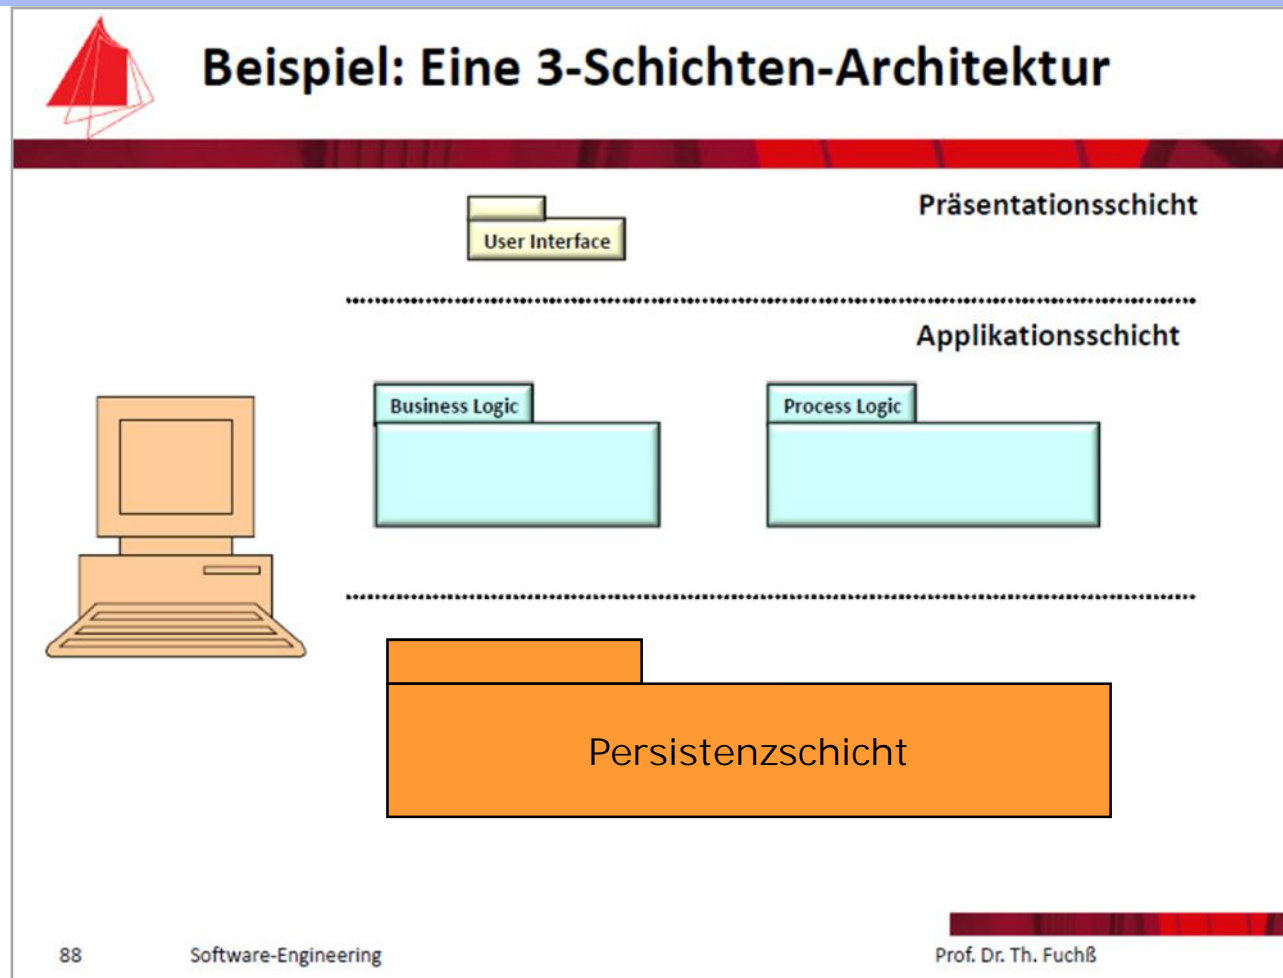 Beispiel: Eine 3-Schichten-Architektur
Präsentationsschicht
User Interface
Applikationsschicht
Business Logic
Process Logic
Persistenzschicht
88 Software-Engineering Prof. Dr. Th. Fuchß